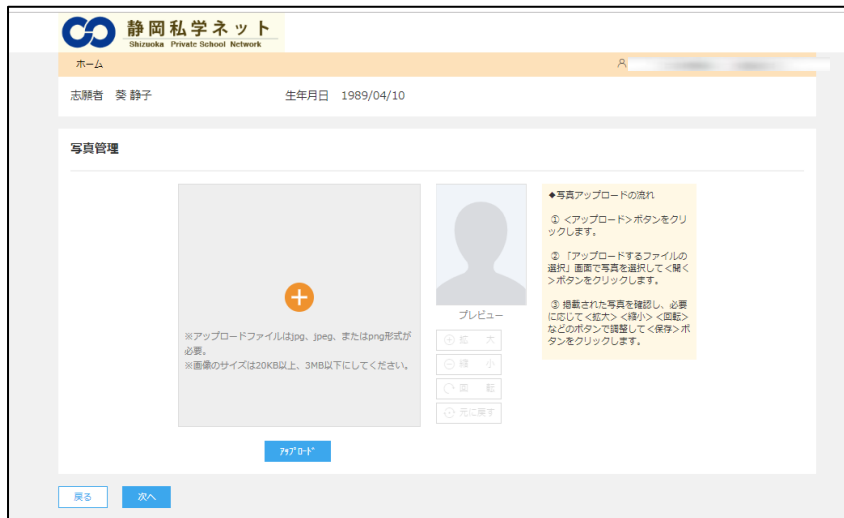 静岡私学ネット
Shizuoka Private School Network
ホーム
志願者 葵 静子 生年月日 1989/04/10
写真管理
※アップロードファイルはjpg、jpeg、またはpng形式が
必要。
※画像のサイズは20KB以上、3MB以下にしてください。
アップロード
プレビュー
拡 大
縮 小
回 転
元に戻す
◆写真アップロードの流れ
① <アップロード>ボタンをクリ
ックします。
② 「アップロードするファイルの
選択」画面で写真を選択して<開く
>ボタンをクリックします。
③ 掲載された写真を確認し、必要
に応じて<拡大> <縮小> <回転>
などのボタンで調整して<保存>ボ
タンをクリックします。
戻る 次へ